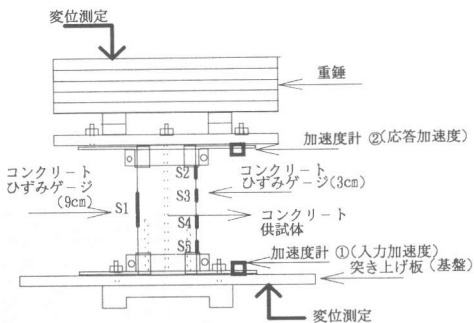 変位測定
重錘
加速度計 ②(応答加速度)
コンクリート
ひずみゲージ
(9cm)
S1
S2
S3
S4
S5
コンクリート
ひずみゲージ(3cm)
コンクリート
供試体
加速度計 ①(入力加速度)
突き上げ板 (基盤)
変位測定